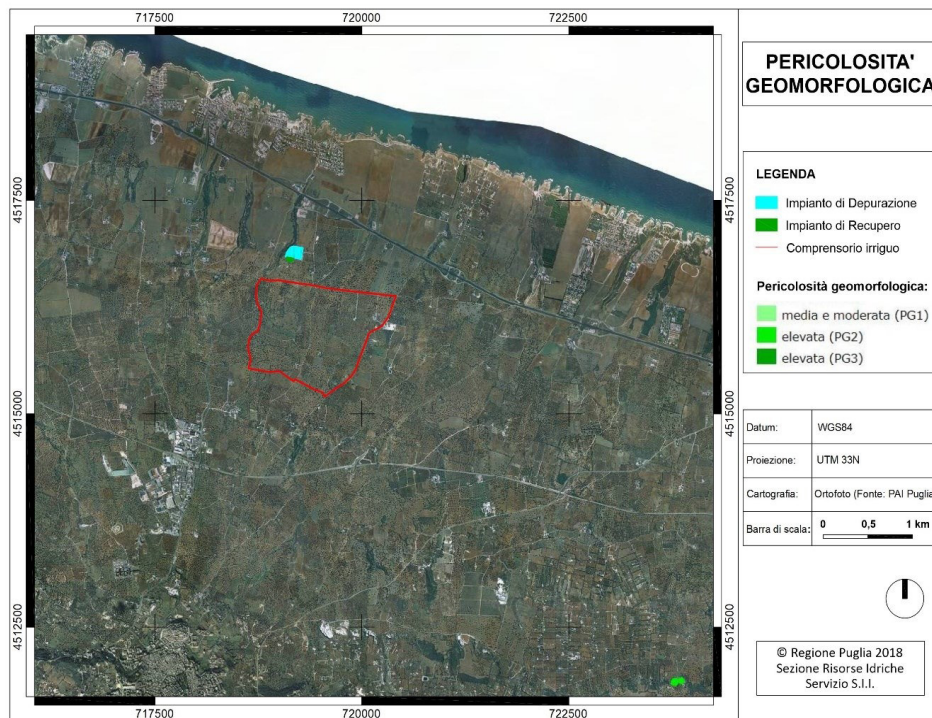 717500 720000 722500
4517500 4517500
4515000 4515000
4512500 4512500
717500 720000 722500
PERICOLOSITA'
GEOMORFOLOGICA
LEGENDA
Impianto di Depurazione
Impianto di Recupero
Comprensorio irriguo
Pericolosità geomorfologica:
media e moderata (PG1)
elevata (PG2)
elevata (PG3)
Datum: WGS84
Proiezione: UTM 33N
Cartografia: Ortofoto (Fonte: PAI Puglia
Barra di scala: 0 0,5 1 km
© Regione Puglia 2018
Sezione Risorse Idriche
Servizio S.I.I.